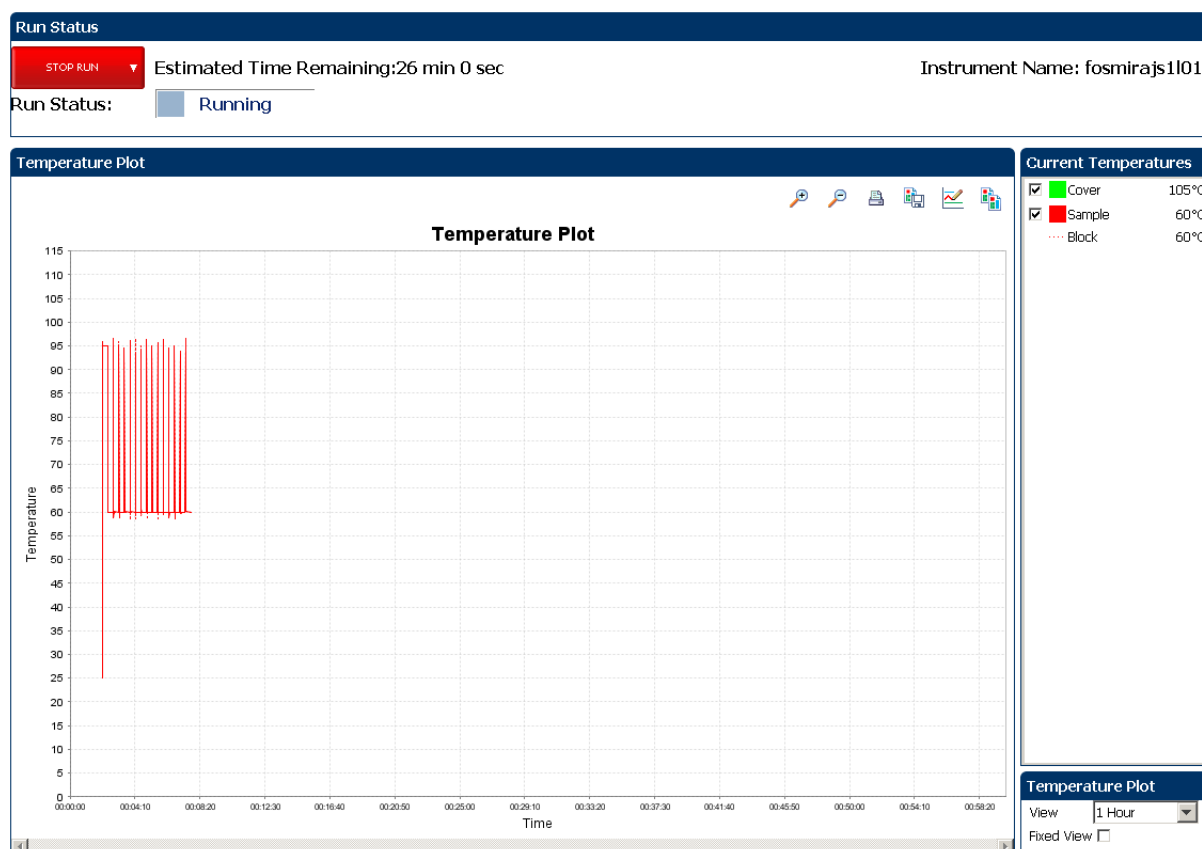 Run Status
STOP RUN
Estimated Time Remaining:26 min 0 sec
Instrument Name: fosmirajs1l01
Run Status:
Running
Temperature Plot
Current Temperatures
Cover 105°C
Sample 60°C
Block 60°C
Temperature Plot
115
110
105
100
95
90
85
80
75
70
65
60
55
50
45
40
35
30
25
20
15
10
5
0
Temperature
00:00:00 00:04:10 00:08:20 00:12:30 00:16:40 00:20:50 00:25:00 00:29:10 00:33:20 00:37:30 00:41:40 00:45:50 00:50:00 00:54:10 00:58:20
Time
Temperature Plot
View 1 Hour
Fixed View